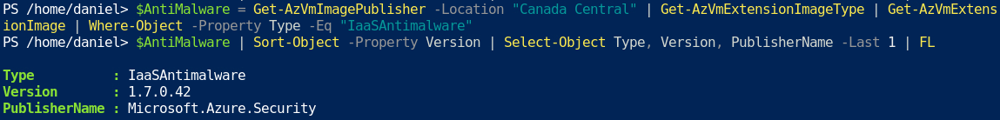 PS /home/daniel> $AntiMalware = Get-AzVmImagePublisher -Location "Canada Central" | Get-AzVmExtensionImageType | Get-AzVmExtens
ionImage | Where-Object -Property Type -Eq "IaaSAntimalware"
PS /home/daniel> $AntiMalware | Sort-Object -Property Version | Select-Object Type, Version, PublisherName -Last 1 | FL
Type : IaaSAntimalware
Version : 1.7.0.42
PublisherName : Microsoft.Azure.Security